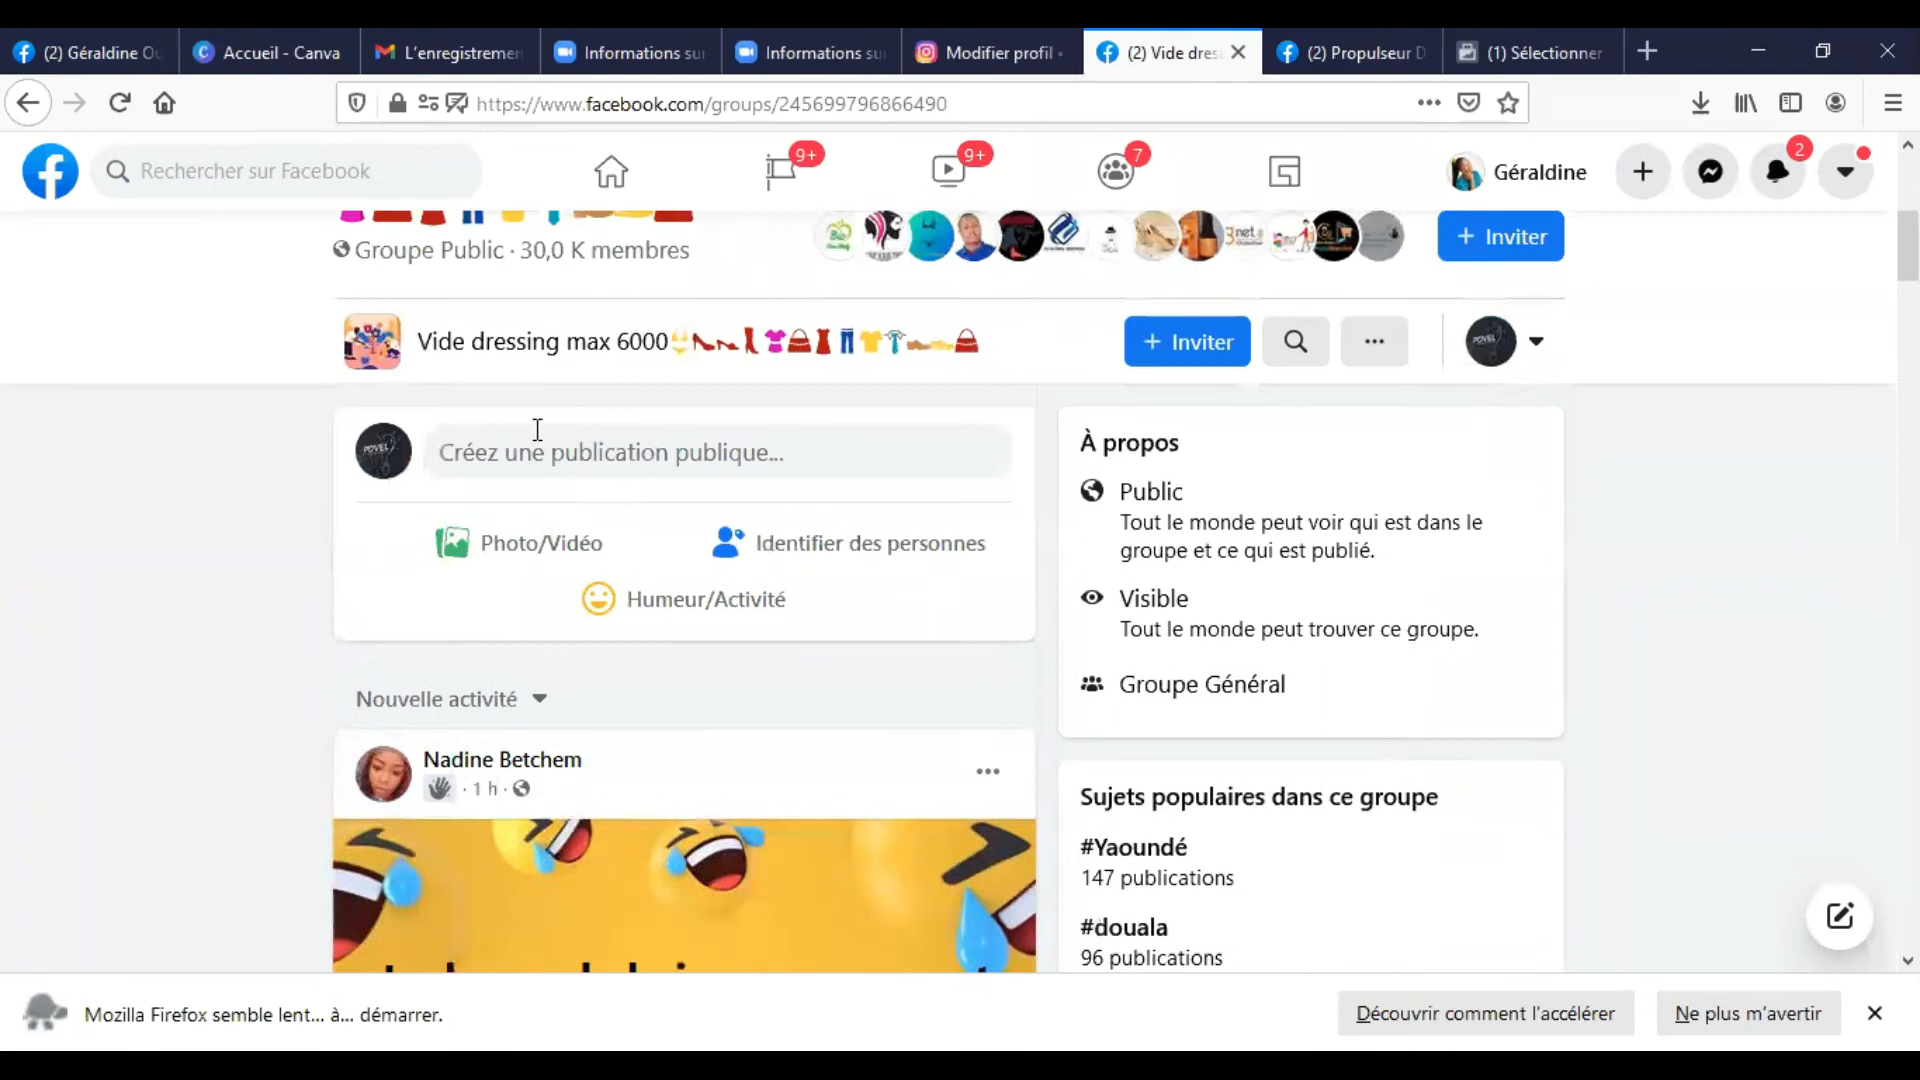 (2) Géraldine Ou
Accueil - Canva
L'enregistremen
Informations sur
Informations su
Modifier profil •
(2) Vide dres
(2) Propulseur D
(1) Sélectionner
https://www.facebook.com/groups/245699796866490
Rechercher sur Facebook
9+
9+
7
Géraldine
2
Groupe Public · 30,0 K membres
+ Inviter
Vide dressing max 6000
+ Inviter
POVEL
POVEL
Créez une publication publique...
Photo/Vidéo
Identifier des personnes
Humeur/Activité
À propos
Public
Tout le monde peut voir qui est dans le
groupe et ce qui est publié.
Visible
Tout le monde peut trouver ce groupe.
Groupe Général
Nouvelle activité
Nadine Betchem
· 1 h ·
Sujets populaires dans ce groupe
#Yaoundé
147 publications
#douala
96 publications
Mozilla Firefox semble lent... à... démarrer.
Découvrir comment l'accélérer
Ne plus m'avertir